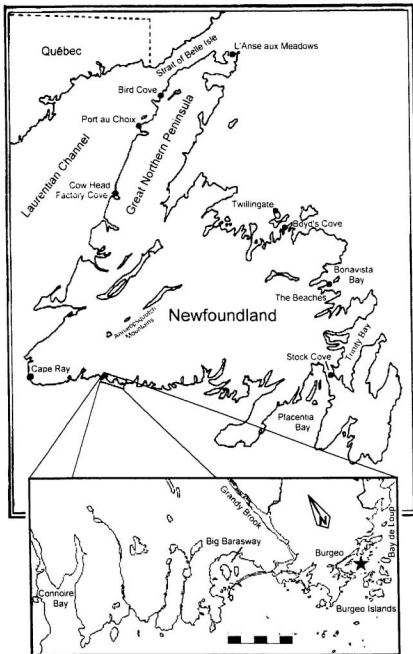 Québec
Strait of Belle Isle
L'Anse aux Meadows
Bird Cove
Port au Choix
Laurentian Channel
Great Northern Peninsula
Cow Head
Factory Cove
Twillingate
Boyd's Cove
Bonavista
Bay
The Beaches
Newfoundland
Annieopsquotch
Mountains
Trinity Bay
Stock Cove
Cape Ray
Placentia
Bay
Grandy Brook
N
Bay de Loup
Big Barasway
Burgeo
Connoire
Bay
Burgeo Islands